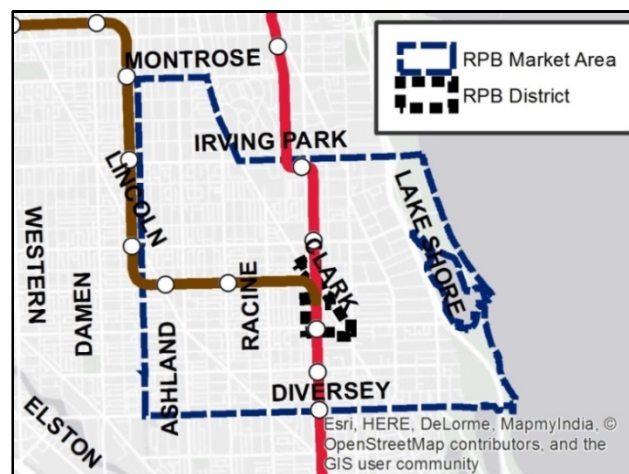 MONTROSE
RPB Market Area
RPB District
IRVING PARK
LINCOLN
LAKE SHORE
WESTERN
DAMEN
CLARK
RACINE
ASHLAND
DIVERSEY
ELSTON
Esri, HERE, DeLorme, MapmyIndia, ©
OpenStreetMap contributors, and the
GIS user community